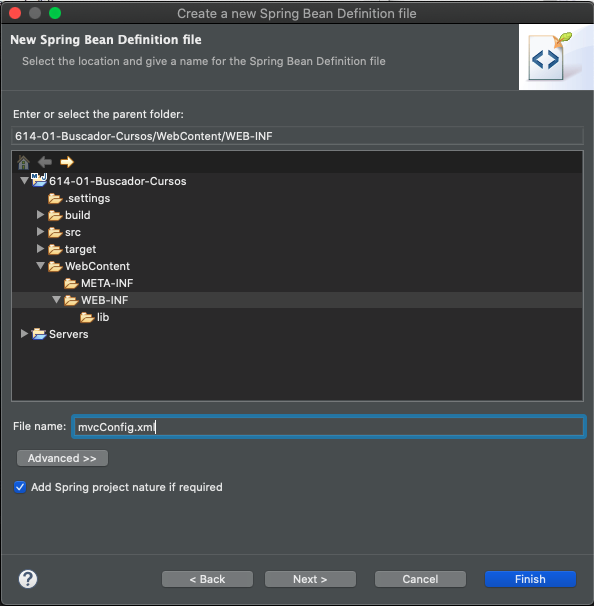 Create a new Spring Bean Definition file
New Spring Bean Definition file
Select the location and give a name for the Spring Bean Definition file
Enter or select the parent folder:
614-01-Buscador-Cursos/WebContent/WEB-INF
614-01-Buscador-Cursos
.settings
build
src
target
WebContent
META-INF
WEB-INF
lib
Servers
File name: mvcConfig.xml
Advanced >>
Add Spring project nature if required
? < Back Next > Cancel Finish